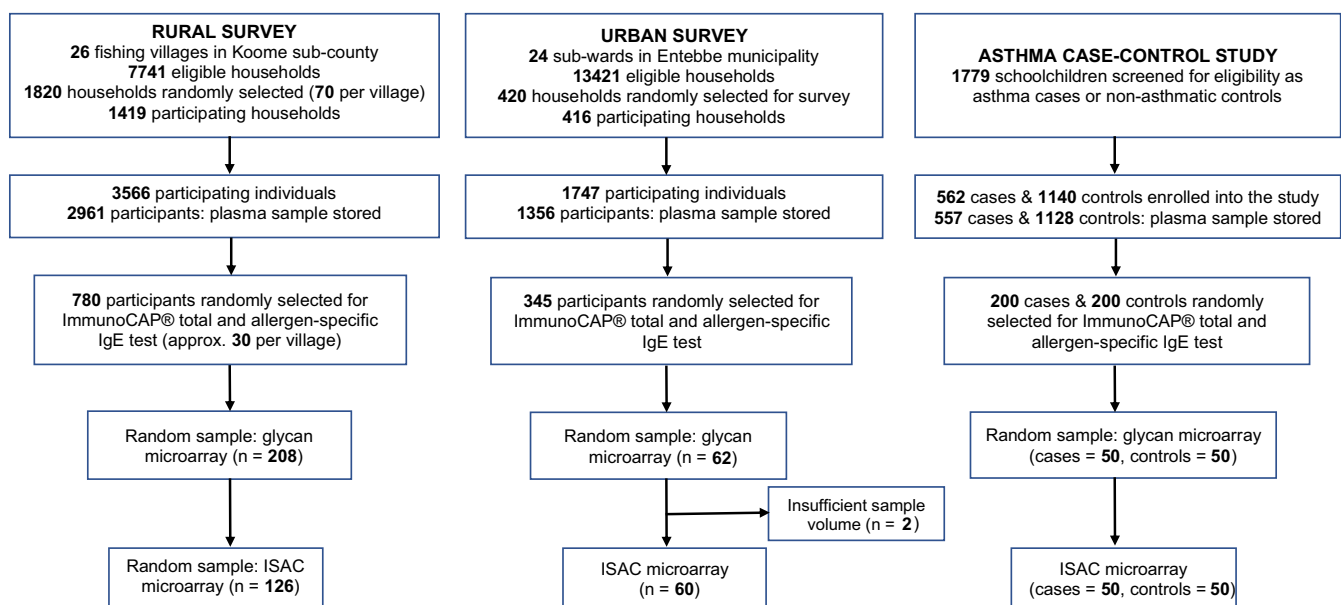 RURAL SURVEY
26 fishing villages in Koome sub-county
7741 eligible households
1820 households randomly selected (70 per village)
1419 participating households
3566 participating individuals
2961 participants: plasma sample stored
780 participants randomly selected for
ImmunoCAP® total and allergen-specific
IgE test (approx. 30 per village)
Random sample: glycan
microarray (n = 208)
Random sample: ISAC
microarray (n = 126)
URBAN SURVEY
24 sub-wards in Entebbe municipality
13421 eligible households
420 households randomly selected for survey
416 participating households
1747 participating individuals
1356 participants: plasma sample stored
345 participants randomly selected for
ImmunoCAP® total and allergen-specific
IgE test
Random sample: glycan
microarray (n = 62)
Insufficient sample
volume (n = 2)
ISAC microarray
(n = 60)
ASTHMA CASE-CONTROL STUDY
1779 schoolchildren screened for eligibility as
asthma cases or non-asthmatic controls
562 cases & 1140 controls enrolled into the study
557 cases & 1128 controls: plasma sample stored
200 cases & 200 controls randomly
selected for ImmunoCAP® total and
allergen-specific IgE test
Random sample: glycan microarray
(cases = 50, controls = 50)
ISAC microarray
(cases = 50, controls = 50)